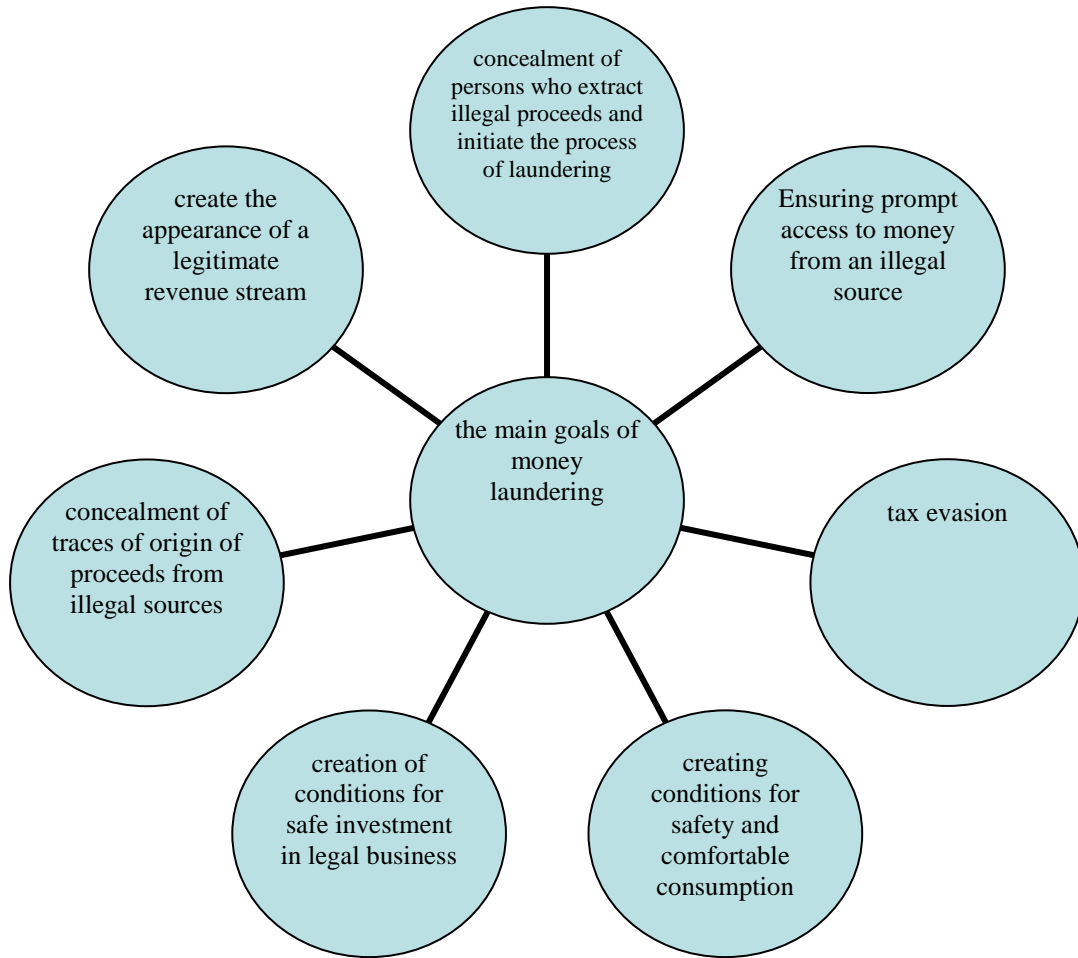 concealment of
persons who extract
illegal proceeds and
initiate the process
of laundering
create the
appearance of a
legitimate
revenue stream
Ensuring prompt
access to money
from an illegal
source
the main goals of
money
laundering
concealment of
traces of origin of
proceeds from
illegal sources
tax evasion
creation of
conditions for
safe investment
in legal business
creating
conditions for
safety and
comfortable
consumption